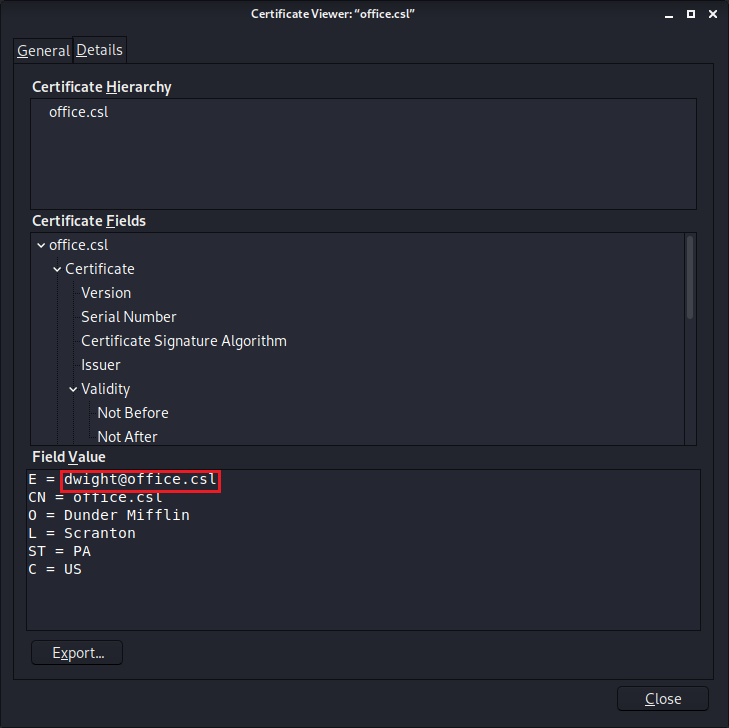 Certificate Viewer: “office.csl”
General Details
Certificate Hierarchy
office.csl
Certificate Fields
office.csl
Certificate
Version
Serial Number
Certificate Signature Algorithm
Issuer
Validity
Not Before
Not After
Field Value
E = dwight@office.csl
CN = office.csl
O = Dunder Mifflin
L = Scranton
ST = PA
C = US
Export...
Close